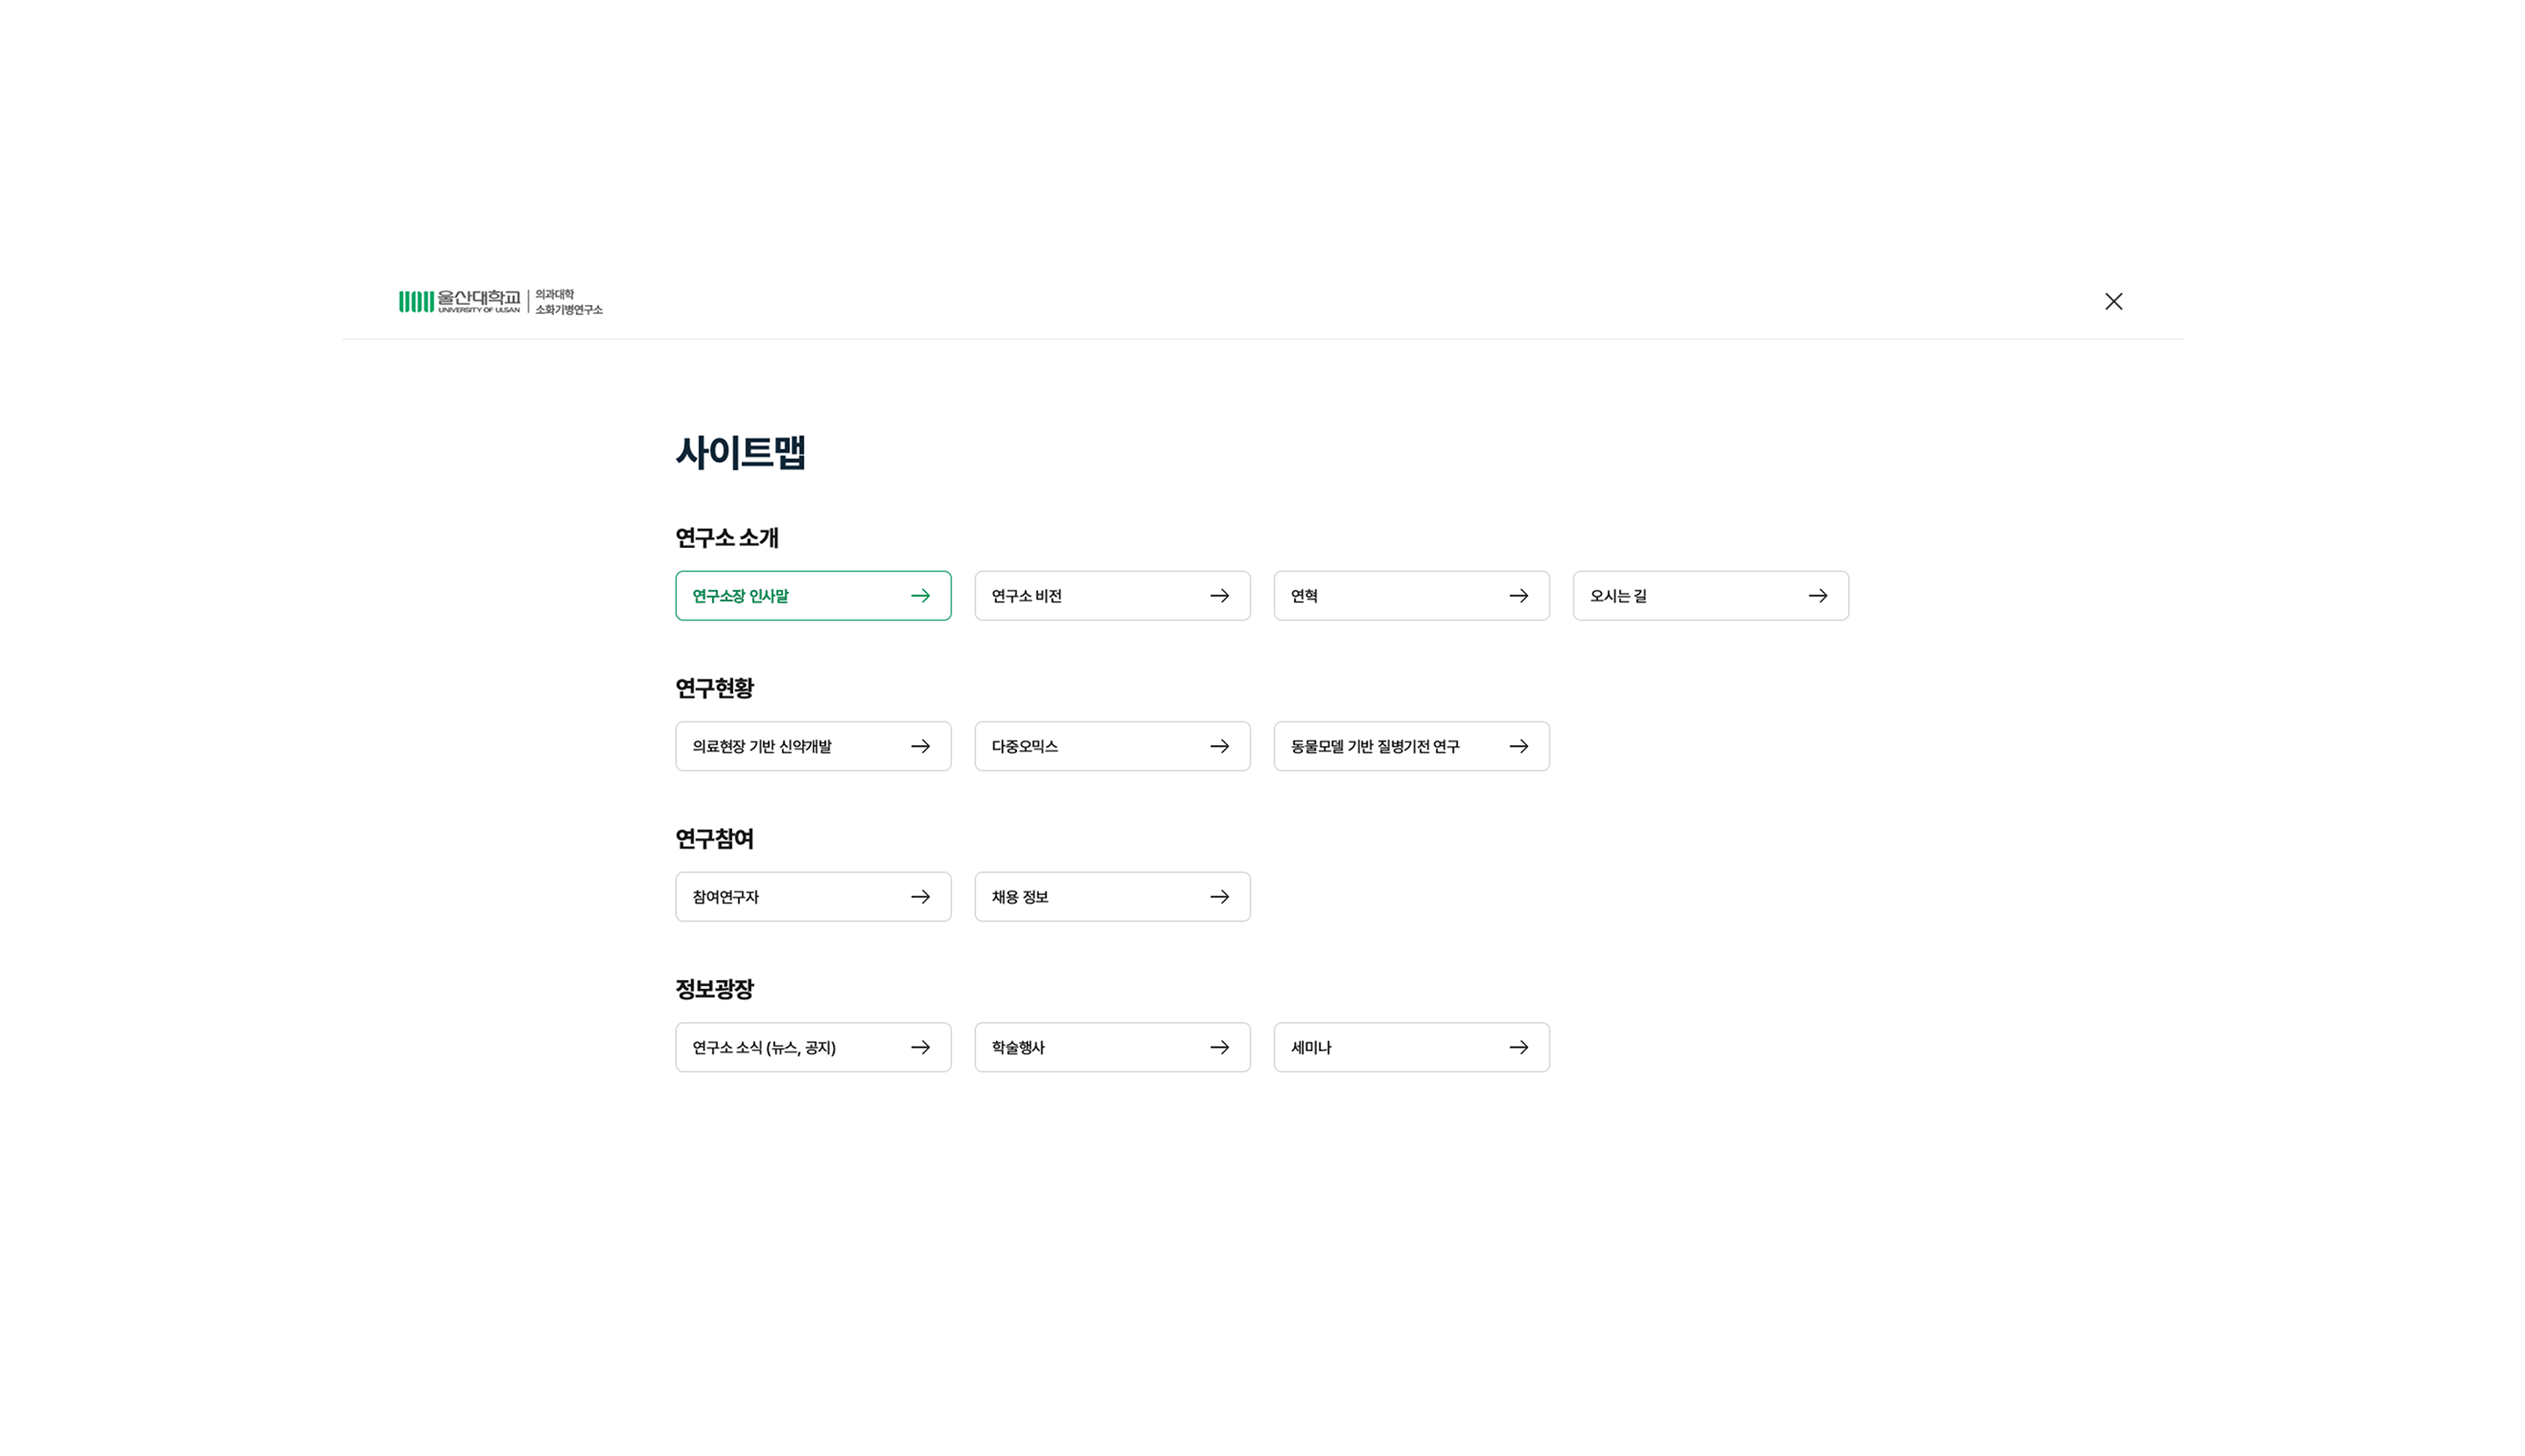 울산대학교
UNIVERSITY OF ULSAN
의과대학
소화기병연구소
사이트맵
연구소 소개
연구소장 인사말
연구소 비전
연혁
오시는 길
연구현황
의료현장 기반 신약개발
다중오믹스
동물모델 기반 질병기전 연구
연구참여
참여연구자
채용 정보
정보광장
연구소 소식 (뉴스, 공지)
학술행사
세미나